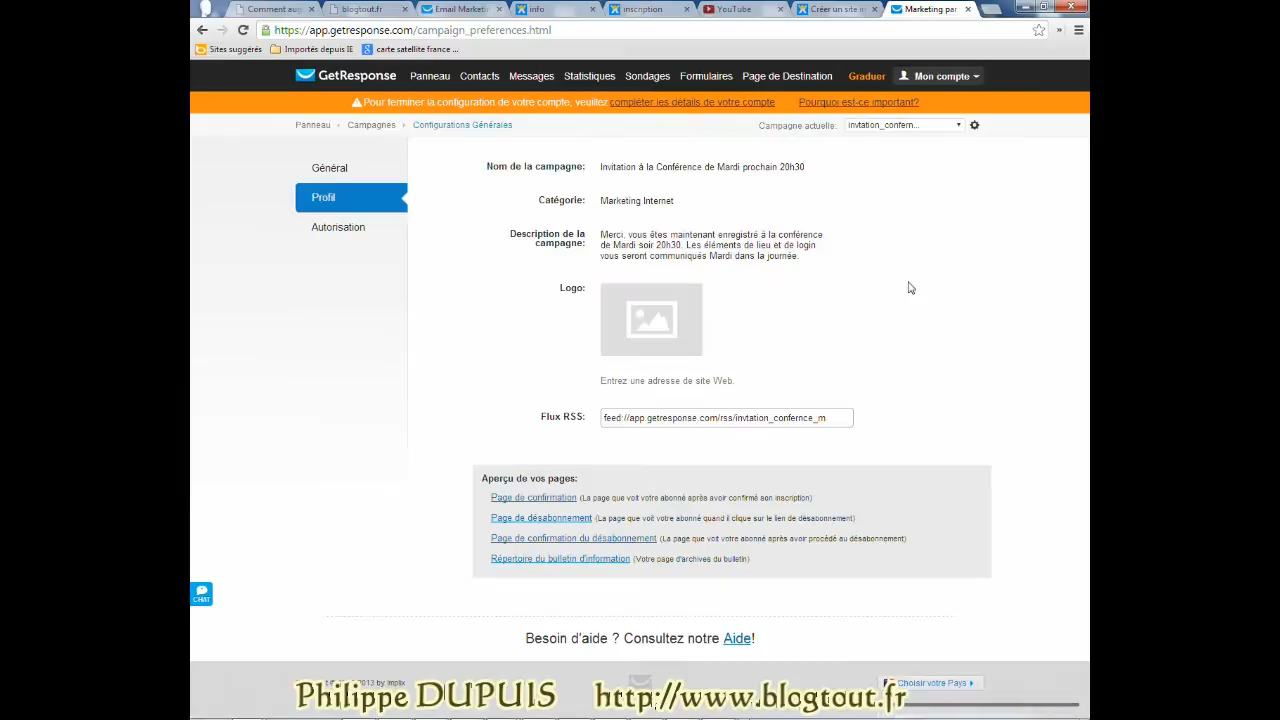 Comment aug
blogtout.fr
Email Marketin
info
inscription
YouTube
Créer un site in
Marketing par
https://app.getresponse.com/campaign_preferences.html
Sites suggérés
Importés depuis IE
carte satellite france ...
GetResponse
Panneau
Contacts
Messages
Statistiques
Sondages
Formulaires
Page de Destination
Graduer
Mon compte
Pour terminer la configuration de votre compte, veuillez compléter les détails de votre compte
Pourquoi est-ce important?
Panneau
Campagnes
Configurations Générales
Campagne actuelle:
invtation_confern...
Général
Profil
Autorisation
Nom de la campagne:
Invitation à la Conférence de Mardi prochain 20h30
Catégorie:
Marketing Internet
Description de la
campagne:
Merci, vous êtes maintenant enregistré à la conférence
de Mardi soir 20h30. Les éléments de lieu et de login
vous seront communiqués Mardi dans la journée.
Logo:
Entrez une adresse de site Web.
Flux RSS:
feed://app.getresponse.com/rss/invtation_confernce_m
Aperçu de vos pages:
Page de confirmation (La page que voit votre abonné après avoir confirmé son inscription)
Page de désabonnement (La page que voit votre abonné quand il clique sur le lien de désabonnement)
Page de confirmation du désabonnement (La page que voit votre abonné après avoir procédé au désabonnement)
Répertoire du bulletin d'information (Votre page d'archives du bulletin)
CHAT
Besoin d'aide ? Consultez notre Aide!
2013 by Implix
Choisir votre Pays
Philippe DUPUIS http://www.blogtout.fr